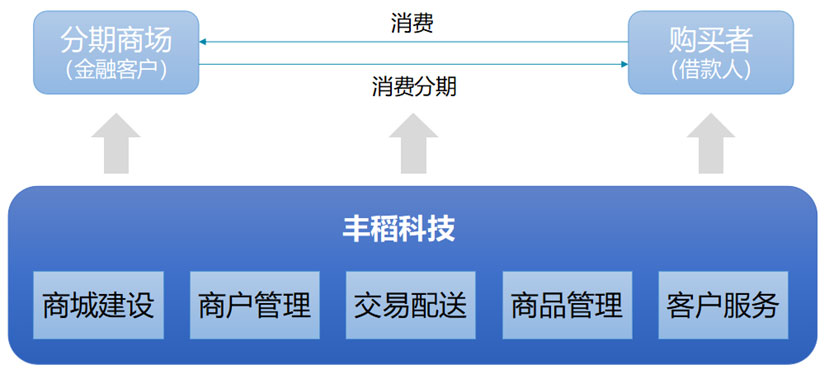 分期商场
（金融客户）
消费
消费分期
购买者
（借款人）
丰稻科技
商城建设
商户管理
交易配送
商品管理
客户服务